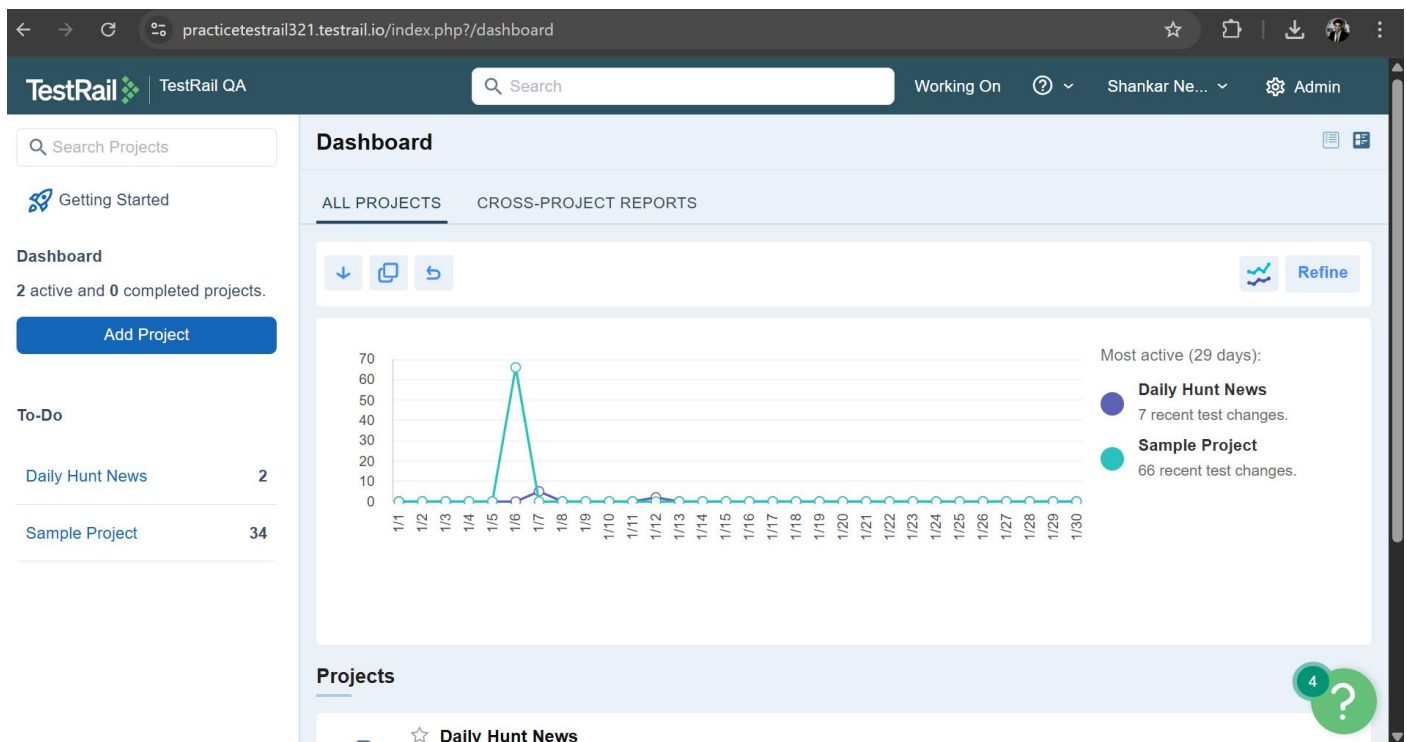 practicetestrail321.testrail.io/index.php?/dashboard
TestRail TestRail QA
Search
Working On
Shankar Ne...
Admin
Search Projects
Getting Started
Dashboard
2 active and 0 completed projects.
Add Project
To-Do
Daily Hunt News 2
Sample Project 34
Dashboard
ALL PROJECTS CROSS-PROJECT REPORTS
Refine
70
60
50
40
30
20
10
0
1/1 1/2 1/3 1/4 1/5 1/6 1/7 1/8 1/9 1/10 1/11 1/12 1/13 1/14 1/15 1/16 1/17 1/18 1/19 1/20 1/21 1/22 1/23 1/24 1/25 1/26 1/27 1/28 1/29 1/30
Most active (29 days):
Daily Hunt News
7 recent test changes.
Sample Project
66 recent test changes.
Projects
Daily Hunt News
4
?